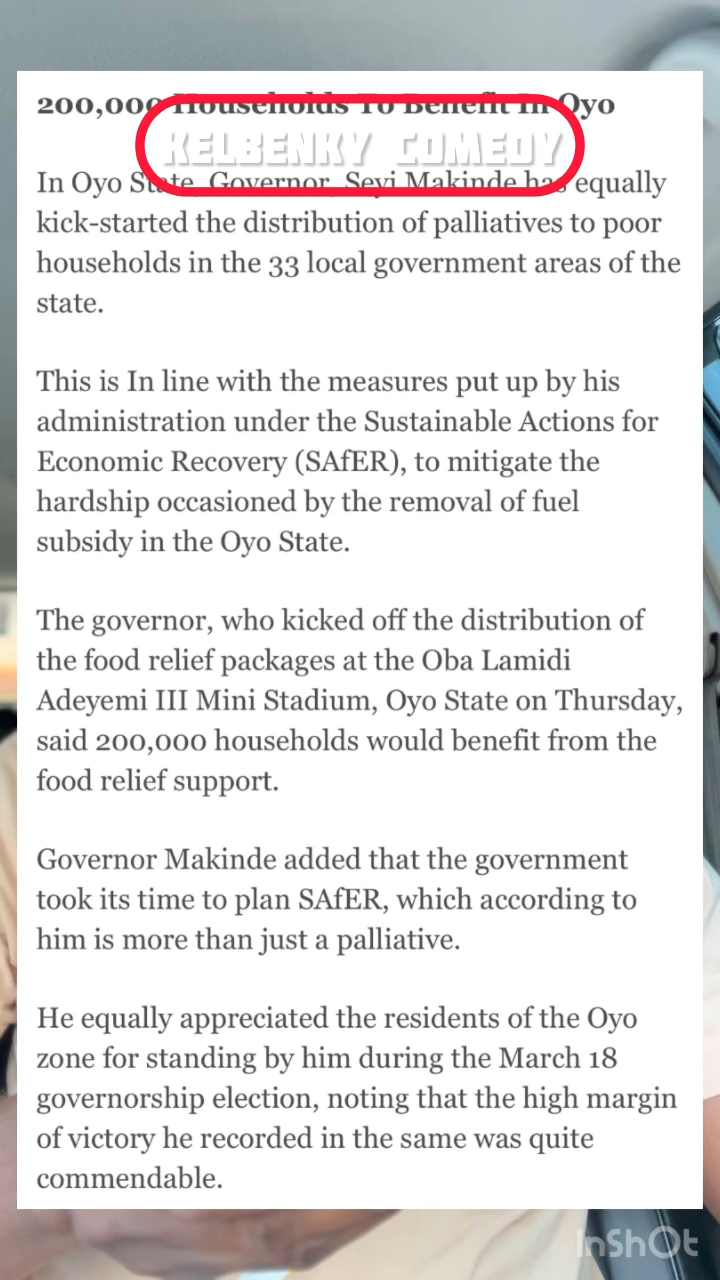 200,000 Households To Benefit In Oyo
KELBENKY COMEDY
In Oyo State, Governor, Seyi Makinde has equally
kick-started the distribution of palliatives to poor
households in the 33 local government areas of the
state.
This is In line with the measures put up by his
administration under the Sustainable Actions for
Economic Recovery (SAfER), to mitigate the
hardship occasioned by the removal of fuel
subsidy in the Oyo State.
The governor, who kicked off the distribution of
the food relief packages at the Oba Lamidi
Adeyemi III Mini Stadium, Oyo State on Thursday,
said 200,000 households would benefit from the
food relief support.
Governor Makinde added that the government
took its time to plan SAfER, which according to
him is more than just a palliative.
He equally appreciated the residents of the Oyo
zone for standing by him during the March 18
governorship election, noting that the high margin
of victory he recorded in the same was quite
commendable.
InShOt